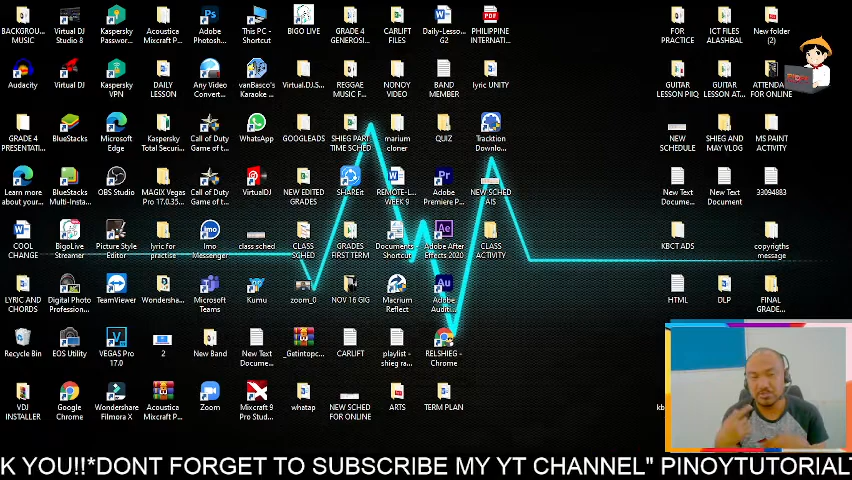 BACKGROU... MUSIC
Virtual DJ Studio 8
Kaspersky Passwor...
Acoustica Mixcraft P...
Adobe Photosh...
This PC - Shortcut
BIGO LIVE
GRADE 4 GENEROSI...
CARLIFT FILES
Daily-Lesso... G2
PHILIPPINE INTERNATI...
FOR PRACTICE
ICT FILES ALASHBAL
New folder (2)
Audacity
Virtual DJ
Kaspersky VPN
DAILY LESSON
Any Video Convert...
vanBasco's Karaoke ...
Virtual.DJ.S...
REGGAE MUSIC F...
NONOY VIDEO
BAND MEMBER
lyric UNITY
GUITAR LESSON PIIQ
GUITAR LESSON AT...
ATTENDA... FOR ONLINE
GRADE 4 PRESENTATI...
BlueStacks
Microsoft Edge
Kaspersky Total Securi...
Call of Duty Game of t...
WhatsApp
GOOGLEADS
SHIEG PART TIME SCHED
marium cloner
QUIZ
Tracktion Downlo...
NEW SCHEDULE
SHIEG AND MAY VLOG
MS PAINT ACTIVITY
Learn more about your...
BlueStacks Multi-Insta...
OBS Studio
MAGIX Vegas Pro 17.0.35...
Call of Duty Game of t...
VirtualDJ
NEW EDITED GRADES
SHAREit
REMOTE-L... WEEK 9
Adobe Premiere P...
NEW SCHED AIS
New Text Docume...
New Text Document
33094883
COOL CHANGE
BigoLive Streamer
Picture Style Editor
lyric for practise
Imo Messenger
class sched
CLASS SCHED
GRADES FIRST TERM
Documents Shortcut
Adobe After Effects 2020
CLASS ACTIVITY
KBCT ADS
copyrigths message
LYRIC AND CHORDS
Digital Photo Professional
TeamViewer
Wondersha...
Microsoft Teams
Kumu
zoom_0
NOV 16 GIG
Macrium Reflect
Adobe Auditi...
HTML
DLP
FINAL GRADE...
Recycle Bin
EOS Utility
VEGAS Pro 17.0
2
New Band
New Text Docume...
_Getintopc...
CARLIFT
playlist - shieg ra...
RELSHIEG - Chrome
VDJ INSTALLER
Google Chrome
Wondershare Filmora X
Acoustica Mixcraft P...
Zoom
Mixcraft 9 Pro Stud...
whatap
NEW SCHED FOR ONLINE
ARTS
TERM PLAN
K YOU!!*DONT FORGET TO SUBSCRIBE MY YT CHANNEL" PINOYTUTORIAL